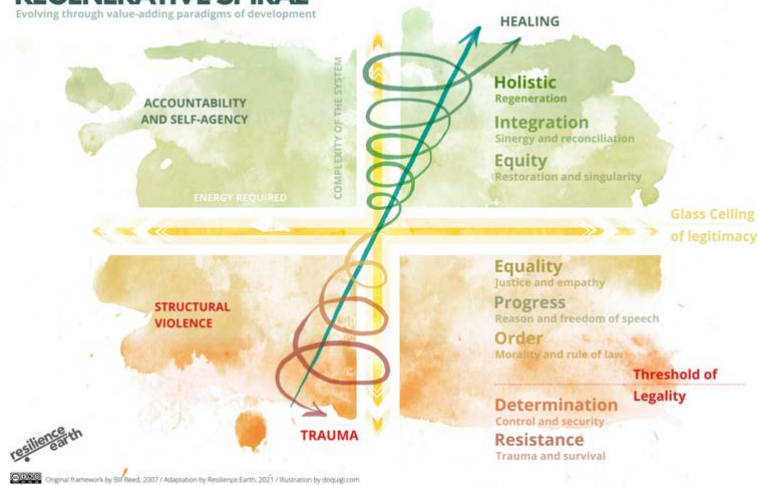 REGENERATIVE SPIRAL
Evolving through value-adding paradigms of development
HEALING
ACCOUNTABILITY
AND SELF-AGENCY
COMPLEXITY OF THE SYSTEM
Holistic
Regeneration
Integration
Sinergy and reconciliation
Equity
Restoration and singularity
ENERGY REQUIRED
Glass Ceiling
of legitimacy
Equality
Justice and empathy
Progress
Reason and freedom of speech
Order
Morality and rule of law
STRUCTURAL
VIOLENCE
Threshold of
Legality
Determination
Control and security
Resistance
Trauma and survival
TRAUMA
resilience
earth
Original framework by Bill Reed, 2007 / Adaptation by Resilience.Earth, 2021 / Illustration by doquigi.com